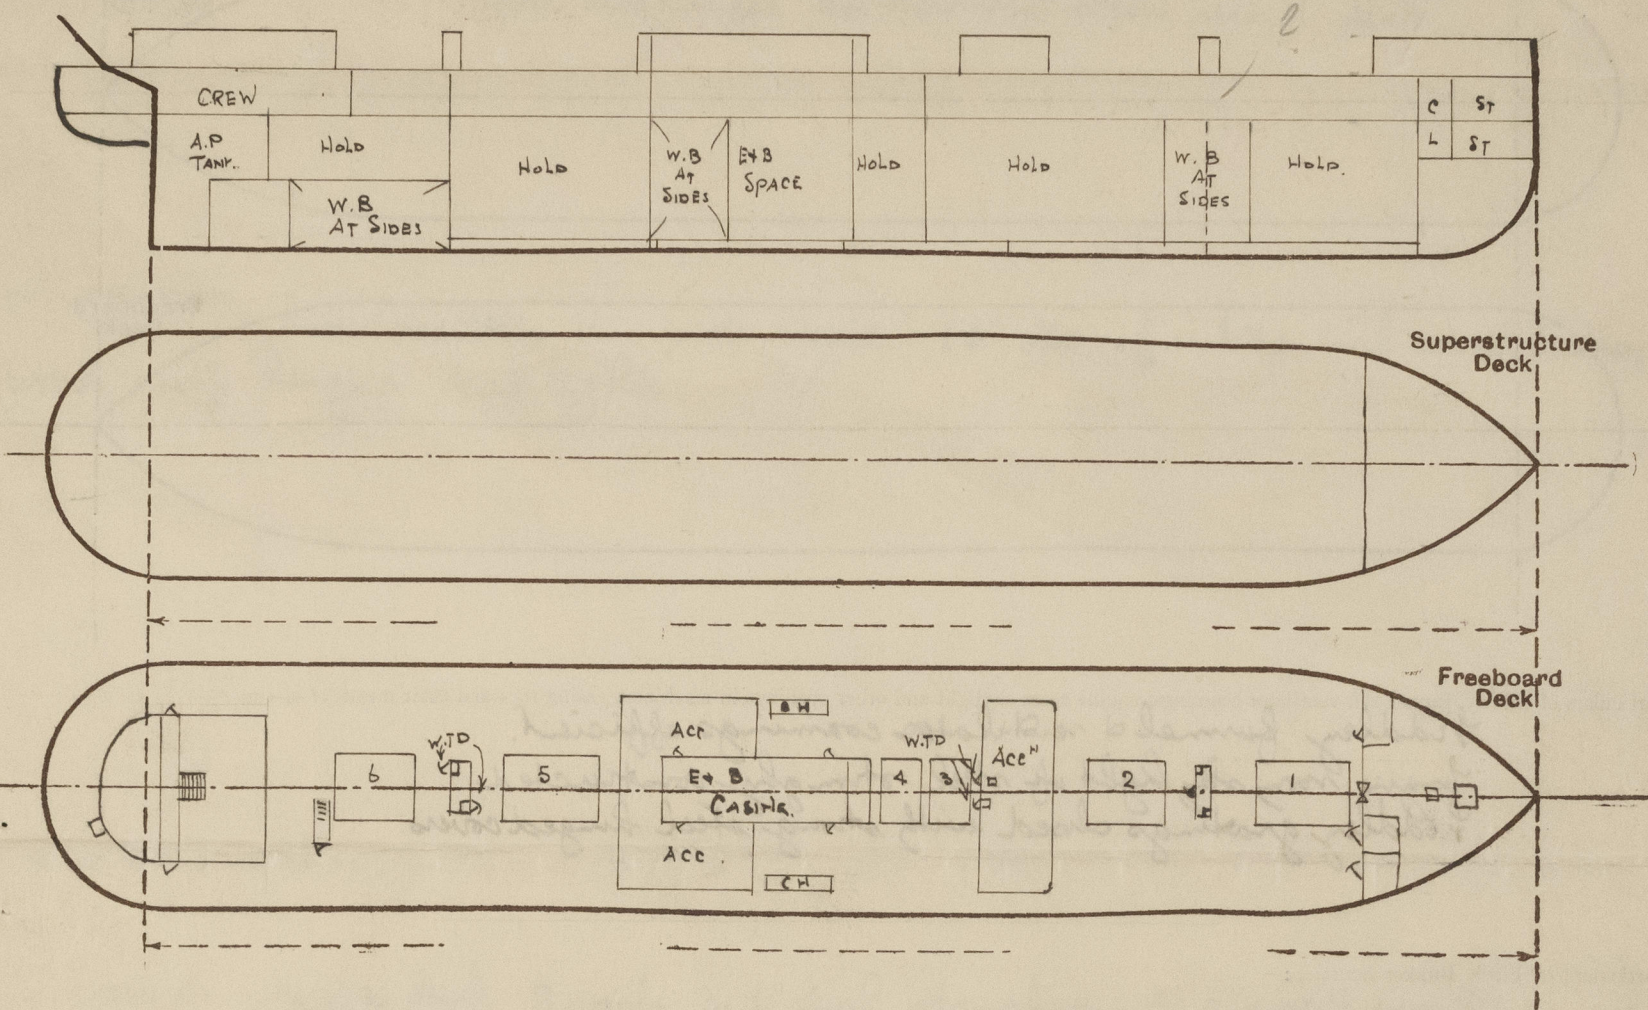 2
CREW
A.P
TANK.
HOLD
W.B
AT SIDES
HOLD
W.B
AT
SIDES
E&B
SPACE
HOLD
HOLD
W.B
AT
SIDES
HOLD.
C
L
ST
ST
Superstructure
Deck
Freeboard
Deck
6
W.TD
5
Acc
E & B
CASING.
Acc.
CH
4
3
W.TD
Accⁿ
2
1